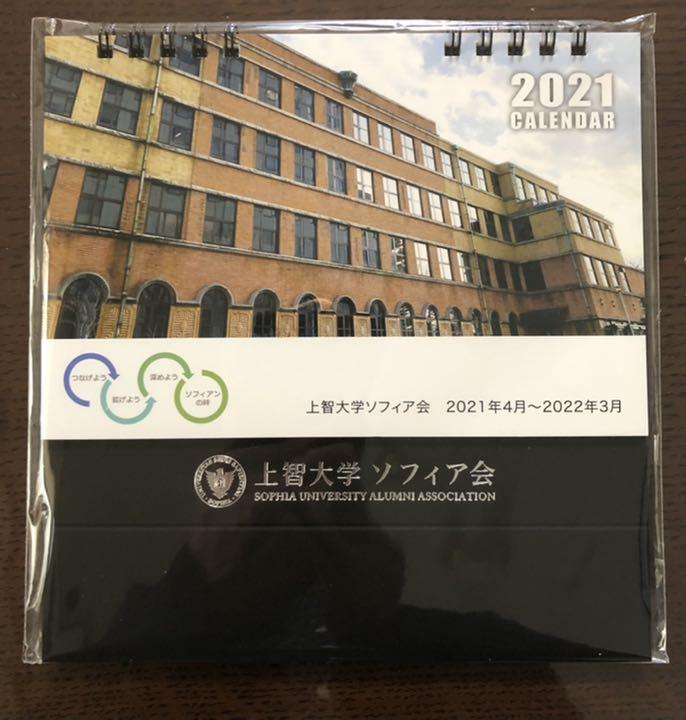 2021
CALENDAR
つなげよう
拡げよう
深めよう
ソフィアン
の絆
上智大学ソフィア会 2021年4月～2022年3月
上智大学 ソフィア会
SOPHIA UNIVERSITY ALUMNI ASSOCIATION